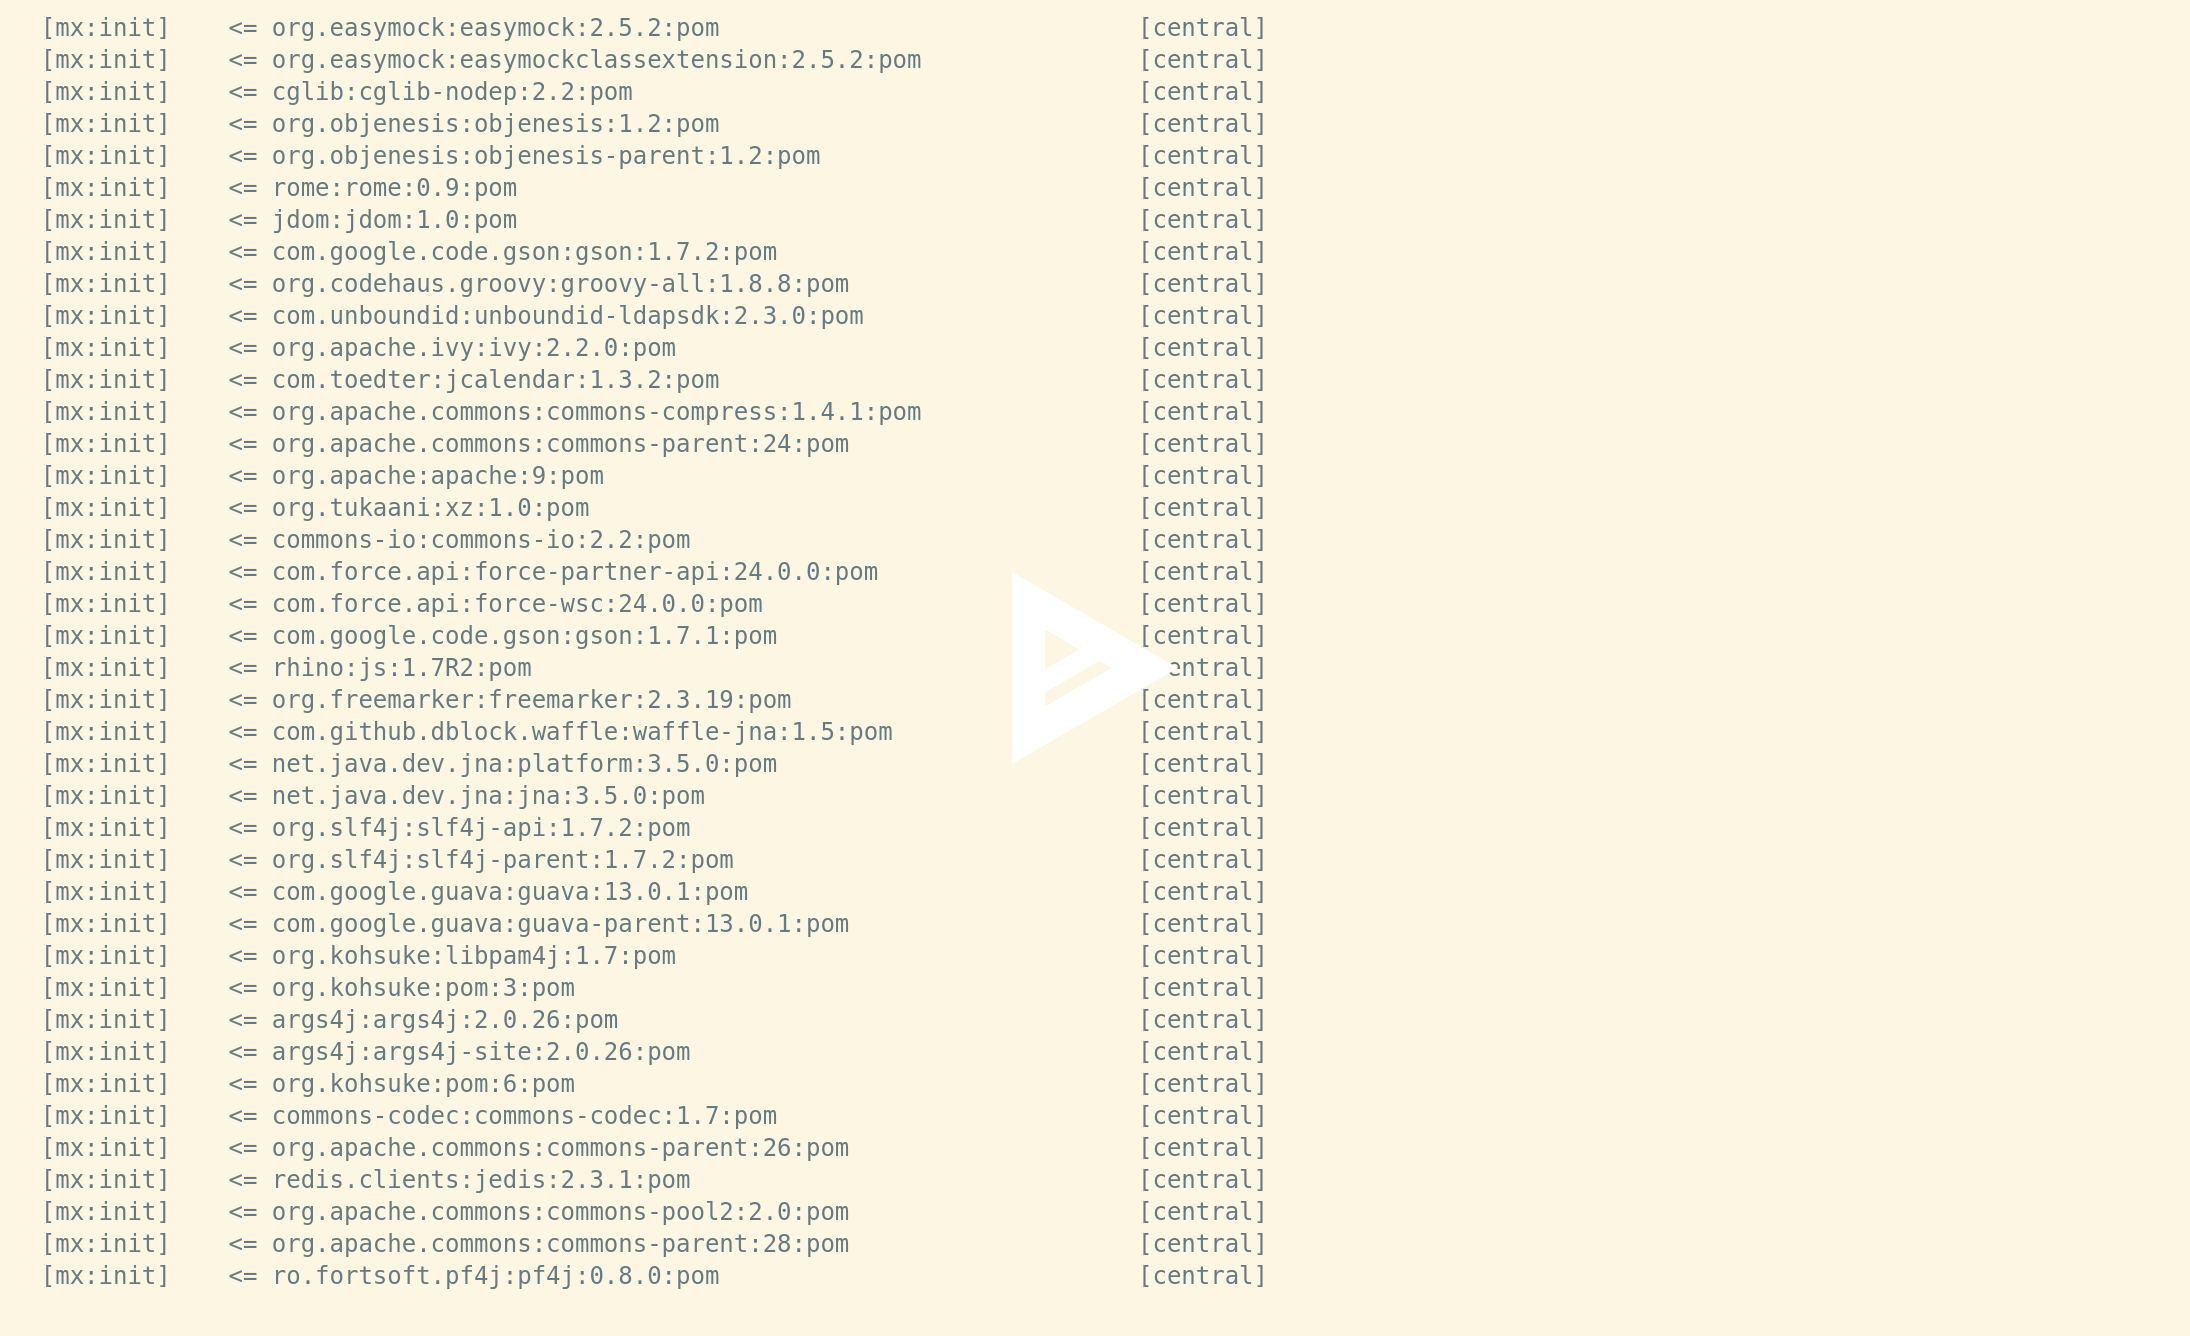 [mx:init]    <= org.easymock:easymock:2.5.2:pom                             [central]
[mx:init]    <= org.easymock:easymockclassextension:2.5.2:pom               [central]
[mx:init]    <= cglib:cglib-nodep:2.2:pom                                   [central]
[mx:init]    <= org.objenesis:objenesis:1.2:pom                             [central]
[mx:init]    <= org.objenesis:objenesis-parent:1.2:pom                      [central]
[mx:init]    <= rome:rome:0.9:pom                                           [central]
[mx:init]    <= jdom:jdom:1.0:pom                                           [central]
[mx:init]    <= com.google.code.gson:gson:1.7.2:pom                         [central]
[mx:init]    <= org.codehaus.groovy:groovy-all:1.8.8:pom                    [central]
[mx:init]    <= com.unboundid:unboundid-ldapsdk:2.3.0:pom                   [central]
[mx:init]    <= org.apache.ivy:ivy:2.2.0:pom                                [central]
[mx:init]    <= com.toedter:jcalendar:1.3.2:pom                             [central]
[mx:init]    <= org.apache.commons:commons-compress:1.4.1:pom               [central]
[mx:init]    <= org.apache.commons:commons-parent:24:pom                    [central]
[mx:init]    <= org.apache:apache:9:pom                                     [central]
[mx:init]    <= org.tukaani:xz:1.0:pom                                      [central]
[mx:init]    <= commons-io:commons-io:2.2:pom                               [central]
[mx:init]    <= com.force.api:force-partner-api:24.0.0:pom                  [central]
[mx:init]    <= com.force.api:force-wsc:24.0.0:pom                          [central]
[mx:init]    <= com.google.code.gson:gson:1.7.1:pom                         [central]
[mx:init]    <= rhino:js:1.7R2:pom                                          entral]
[mx:init]    <= org.freemarker:freemarker:2.3.19:pom                        [central]
[mx:init]    <= com.github.dblock.waffle:waffle-jna:1.5:pom                 [central]
[mx:init]    <= net.java.dev.jna:platform:3.5.0:pom                         [central]
[mx:init]    <= net.java.dev.jna:jna:3.5.0:pom                              [central]
[mx:init]    <= org.slf4j:slf4j-api:1.7.2:pom                               [central]
[mx:init]    <= org.slf4j:slf4j-parent:1.7.2:pom                            [central]
[mx:init]    <= com.google.guava:guava:13.0.1:pom                           [central]
[mx:init]    <= com.google.guava:guava-parent:13.0.1:pom                    [central]
[mx:init]    <= org.kohsuke:libpam4j:1.7:pom                                [central]
[mx:init]    <= org.kohsuke:pom:3:pom                                       [central]
[mx:init]    <= args4j:args4j:2.0.26:pom                                    [central]
[mx:init]    <= args4j:args4j-site:2.0.26:pom                               [central]
[mx:init]    <= org.kohsuke:pom:6:pom                                       [central]
[mx:init]    <= commons-codec:commons-codec:1.7:pom                         [central]
[mx:init]    <= org.apache.commons:commons-parent:26:pom                    [central]
[mx:init]    <= redis.clients:jedis:2.3.1:pom                               [central]
[mx:init]    <= org.apache.commons:commons-pool2:2.0:pom                    [central]
[mx:init]    <= org.apache.commons:commons-parent:28:pom                    [central]
[mx:init]    <= ro.fortsoft.pf4j:pf4j:0.8.0:pom                             [central]